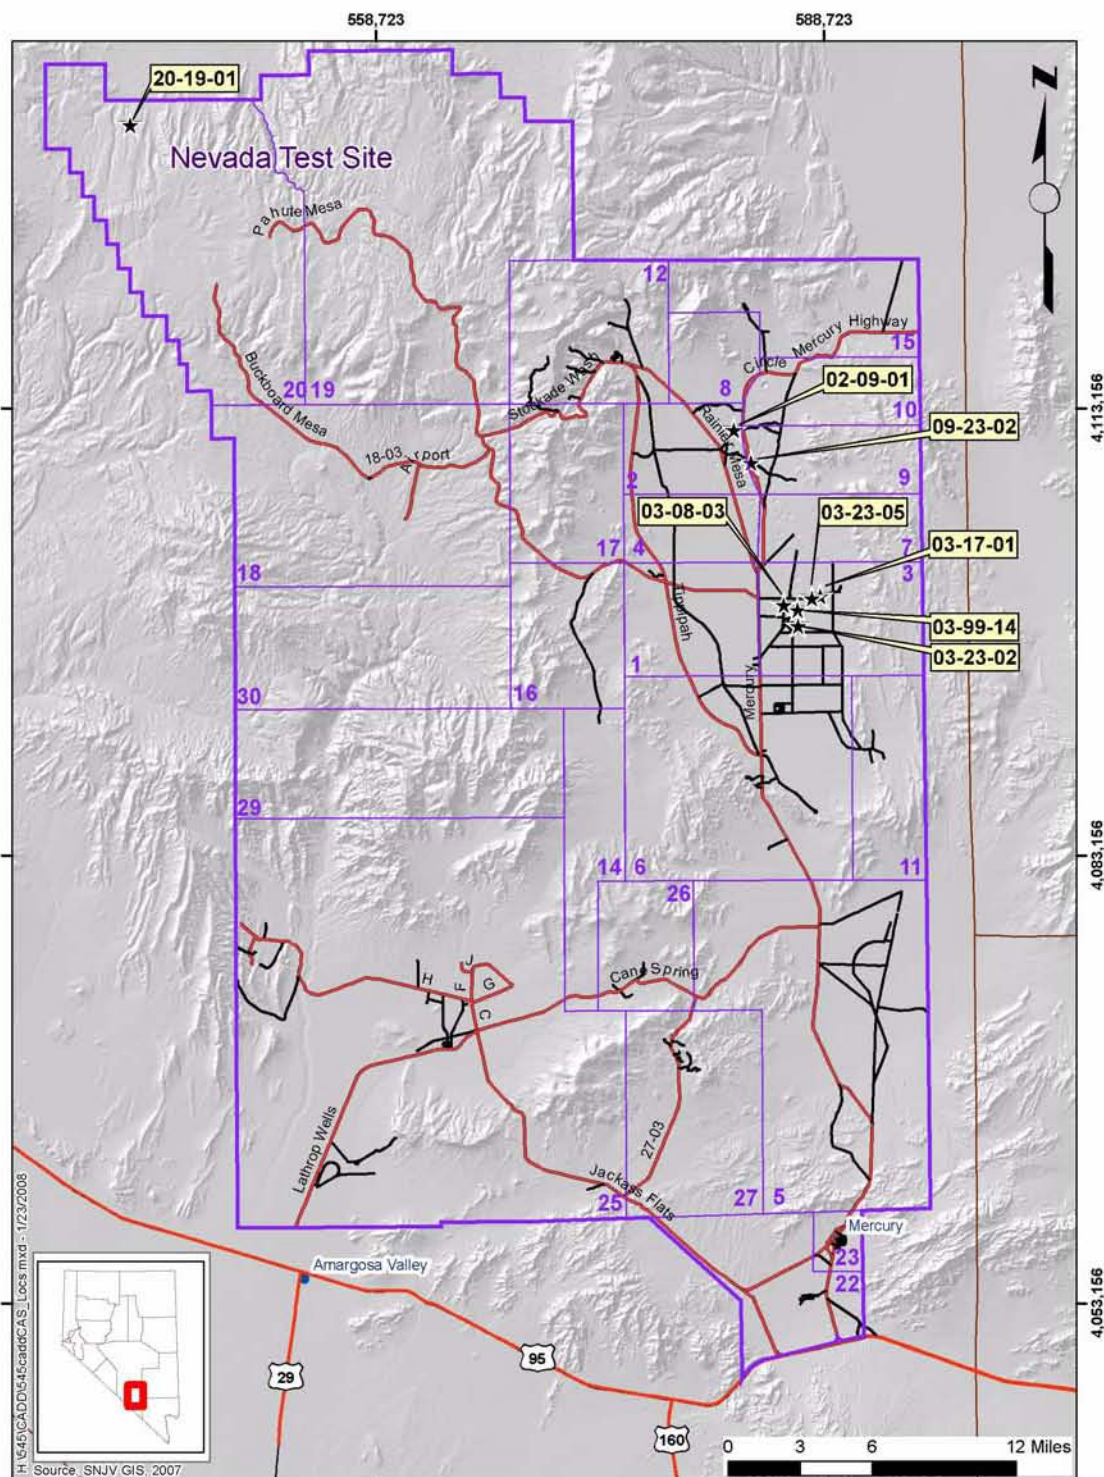 558,723
588,723
20-19-01
Nevada Test Site
Pahute Mesa
12
Circle Mercury Highway
15
Buckboard Mesa
20
19
Stockade Wash
8
02-09-01
10
4,113,156
Rainier Mesa
09-23-02
18-03
Airport
2
9
03-08-03
03-23-05
17
4
7
03-17-01
18
3
Tippipah
03-99-14
03-23-02
1
Mercury
30
16
29
14
6
11
4,083,156
26
Cane Spring
J
H
F
G
C
27-03
Lathrop Wells
Jackass Flats
25
27
5
Mercury
23
22
Amargosa Valley
4,053,156
95
29
160
0 3 6 12 Miles
H:\545\CADD\545caddCAS_Locs.mxd - 1/23/2008
Source: SNJV GIS, 2007